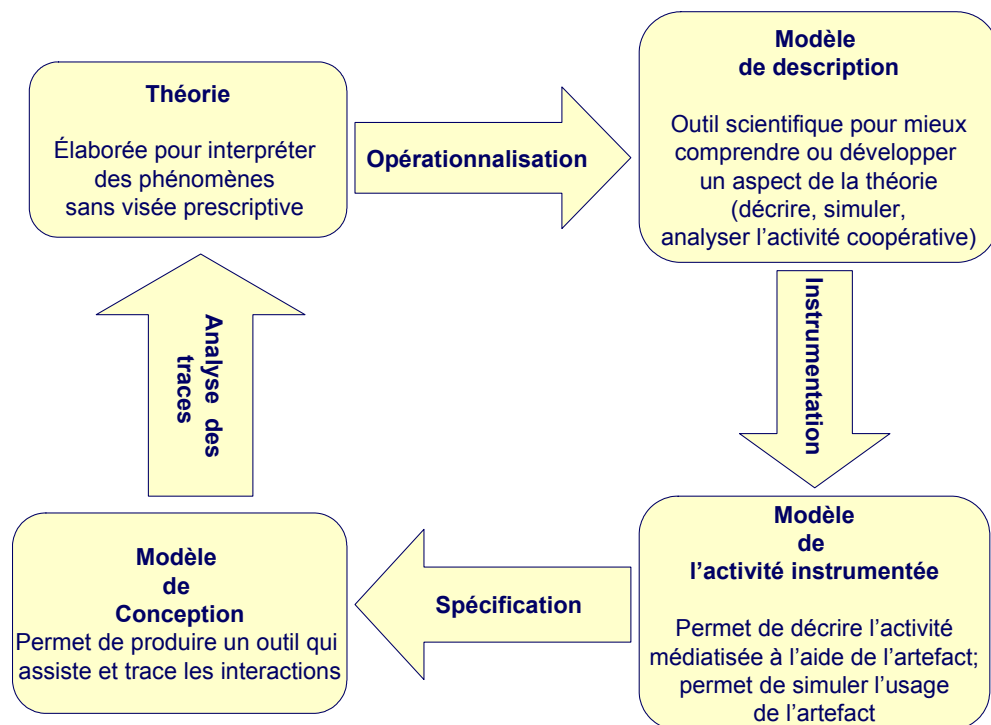 Théorie
Élaborée pour interpréter
des phénomènes
sans visée prescriptive
Opérationnalisation
Modèle
de description
Outil scientifique pour mieux
comprendre ou développer
un aspect de la théorie
(décrire, simuler,
analyser l’activité coopérative)
Instrumentation
Modèle
de
l’activité instrumentée
Permet de décrire l’activité
médiatisée à l’aide de l’artefact;
permet de simuler l’usage
de l’artefact
Spécification
Modèle
de
Conception
Permet de produire un outil qui
assiste et trace les interactions
Analyse des
traces